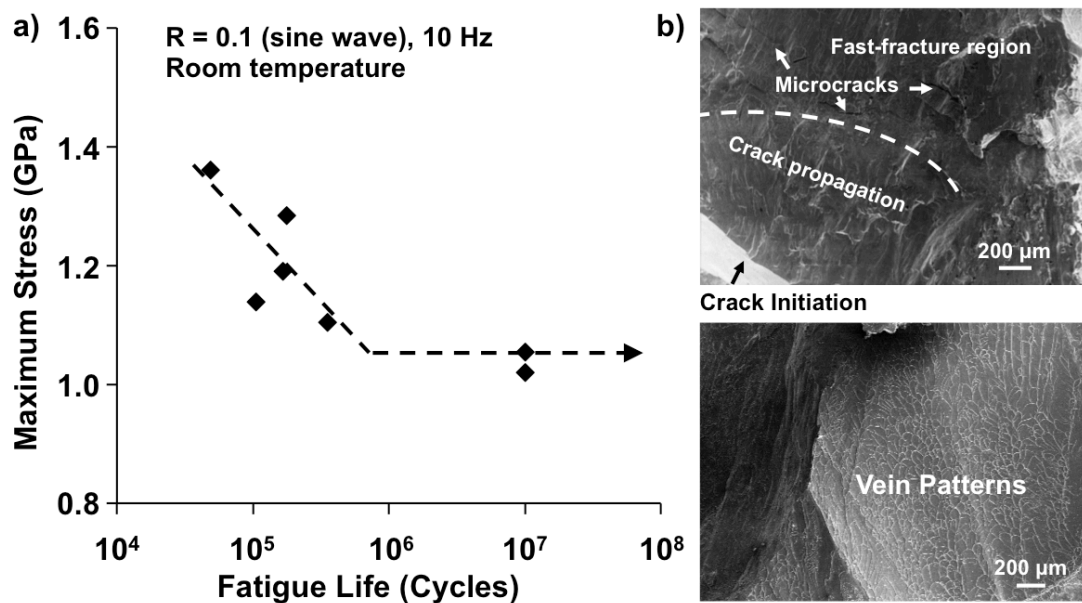 a)
R = 0.1 (sine wave), 10 Hz
Room temperature
Maximum Stress (GPa)
1.6
1.4
1.2
1.0
0.8
10⁴ 10⁵ 10⁶ 10⁷ 10⁸
Fatigue Life (Cycles)
b)
Fast-fracture region
Microcracks
Crack propagation
200 µm
Crack Initiation
Vein Patterns
200 µm